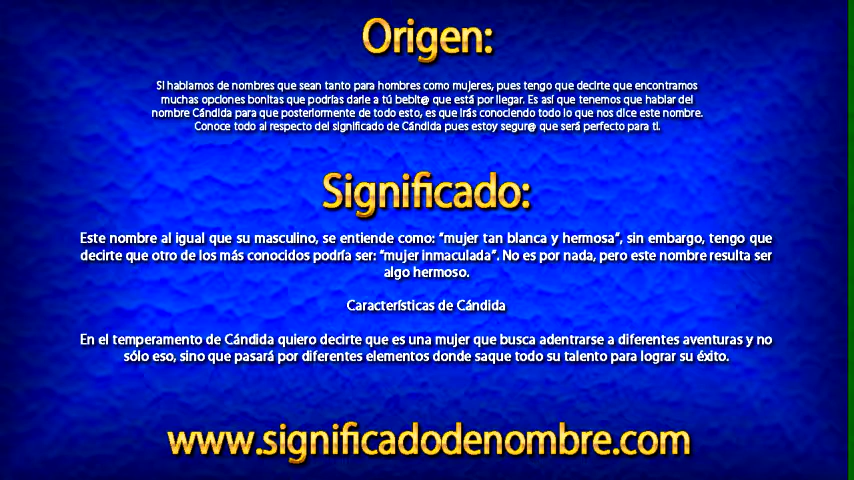 Origen:
Si hablamos de nombres que sean tanto para hombres como mujeres, pues tengo que decirte que encontramos
muchas opciones bonitas que podrías darle a tú bebit@ que está por llegar. Es así que tenemos que hablar del
nombre Cándida para que posteriormente de todo esto, es que irás conociendo todo lo que nos dice este nombre.
Conoce todo al respecto del significado de Cándida pues estoy segur@ que será perfecto para ti.
Significado:
Este nombre al igual que su masculino, se entiende como: “mujer tan blanca y hermosa”, sin embargo, tengo que
decirte que otro de los más conocidos podría ser: “mujer inmaculada”. No es por nada, pero este nombre resulta ser
algo hermoso.
Características de Cándida
En el temperamento de Cándida quiero decirte que es una mujer que busca adentrarse a diferentes aventuras y no
sólo eso, sino que pasará por diferentes elementos donde saque todo su talento para lograr su éxito.
www.significadodenombre.com